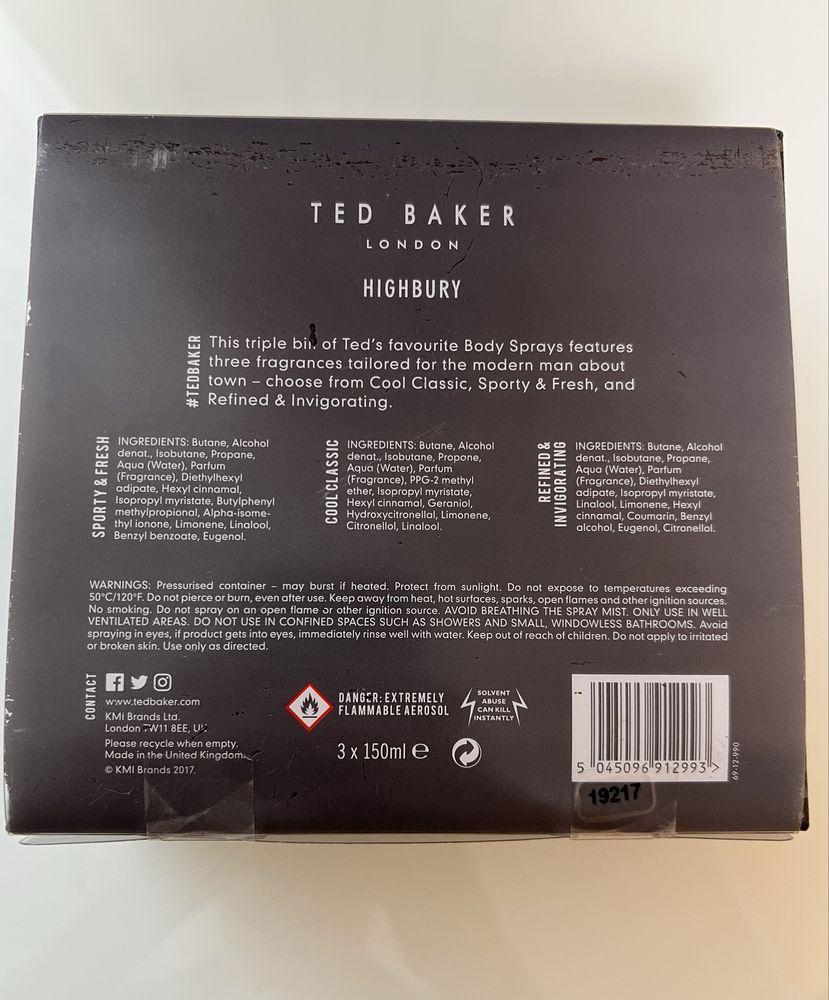 TED BAKER
LONDON
HIGHBURY
#TEDBAKER
This triple bill of Ted's favourite Body Sprays features
three fragrances tailored for the modern man about
town – choose from Cool Classic, Sporty & Fresh, and
Refined & Invigorating.
SPORTY & FRESH
INGREDIENTS: Butane, Alcohol
denat., Isobutane, Propane,
Aqua (Water), Parfum
(Fragrance), Diethylhexyl
adipate, Hexyl cinnamal,
Isopropyl myristate, Butylphenyl
methylpropional, Alpha-isome-
thyl ionone, Limonene, Linalool,
Benzyl benzoate, Eugenol.
COOL CLASSIC
INGREDIENTS: Butane, Alcohol
denat., Isobutane, Propane,
Aqua (Water), Parfum
(Fragrance), PPG-2 methyl
ether, Isopropyl myristate,
Hexyl cinnamal, Geraniol,
Hydroxycitronellal, Limonene,
Citronellol, Linalool.
REFINED &
INVIGORATING
INGREDIENTS: Butane, Alcohol
denat., Isobutane, Propane,
Aqua (Water), Parfum
(Fragrance), Diethylhexyl
adipate, Isopropyl myristate,
Linalool, Limonene, Hexyl
cinnamal, Coumarin, Benzyl
alcohol, Eugenol, Citronellol.
WARNINGS: Pressurised container – may burst if heated. Protect from sunlight. Do not expose to temperatures exceeding
50°C/120°F. Do not pierce or burn, even after use. Keep away from heat, hot surfaces, sparks, open flames and other ignition sources.
No smoking. Do not spray on an open flame or other ignition source. AVOID BREATHING THE SPRAY MIST. ONLY USE IN WELL
VENTILATED AREAS. DO NOT USE IN CONFINED SPACES SUCH AS SHOWERS AND SMALL, WINDOWLESS BATHROOMS. Avoid
spraying in eyes, if product gets into eyes, immediately rinse well with water. Keep out of reach of children. Do not apply to irritated
or broken skin. Use only as directed.
CONTACT
www.tedbaker.com
KMI Brands Ltd.
London TW11 8EE, UK
Please recycle when empty.
Made in the United Kingdom.
© KMI Brands 2017.
DANGER: EXTREMELY
FLAMMABLE AEROSOL
SOLVENT
ABUSE
CAN KILL
INSTANTLY
3 x 150ml ℮
5 045096 912993 >
69-12-990
19217